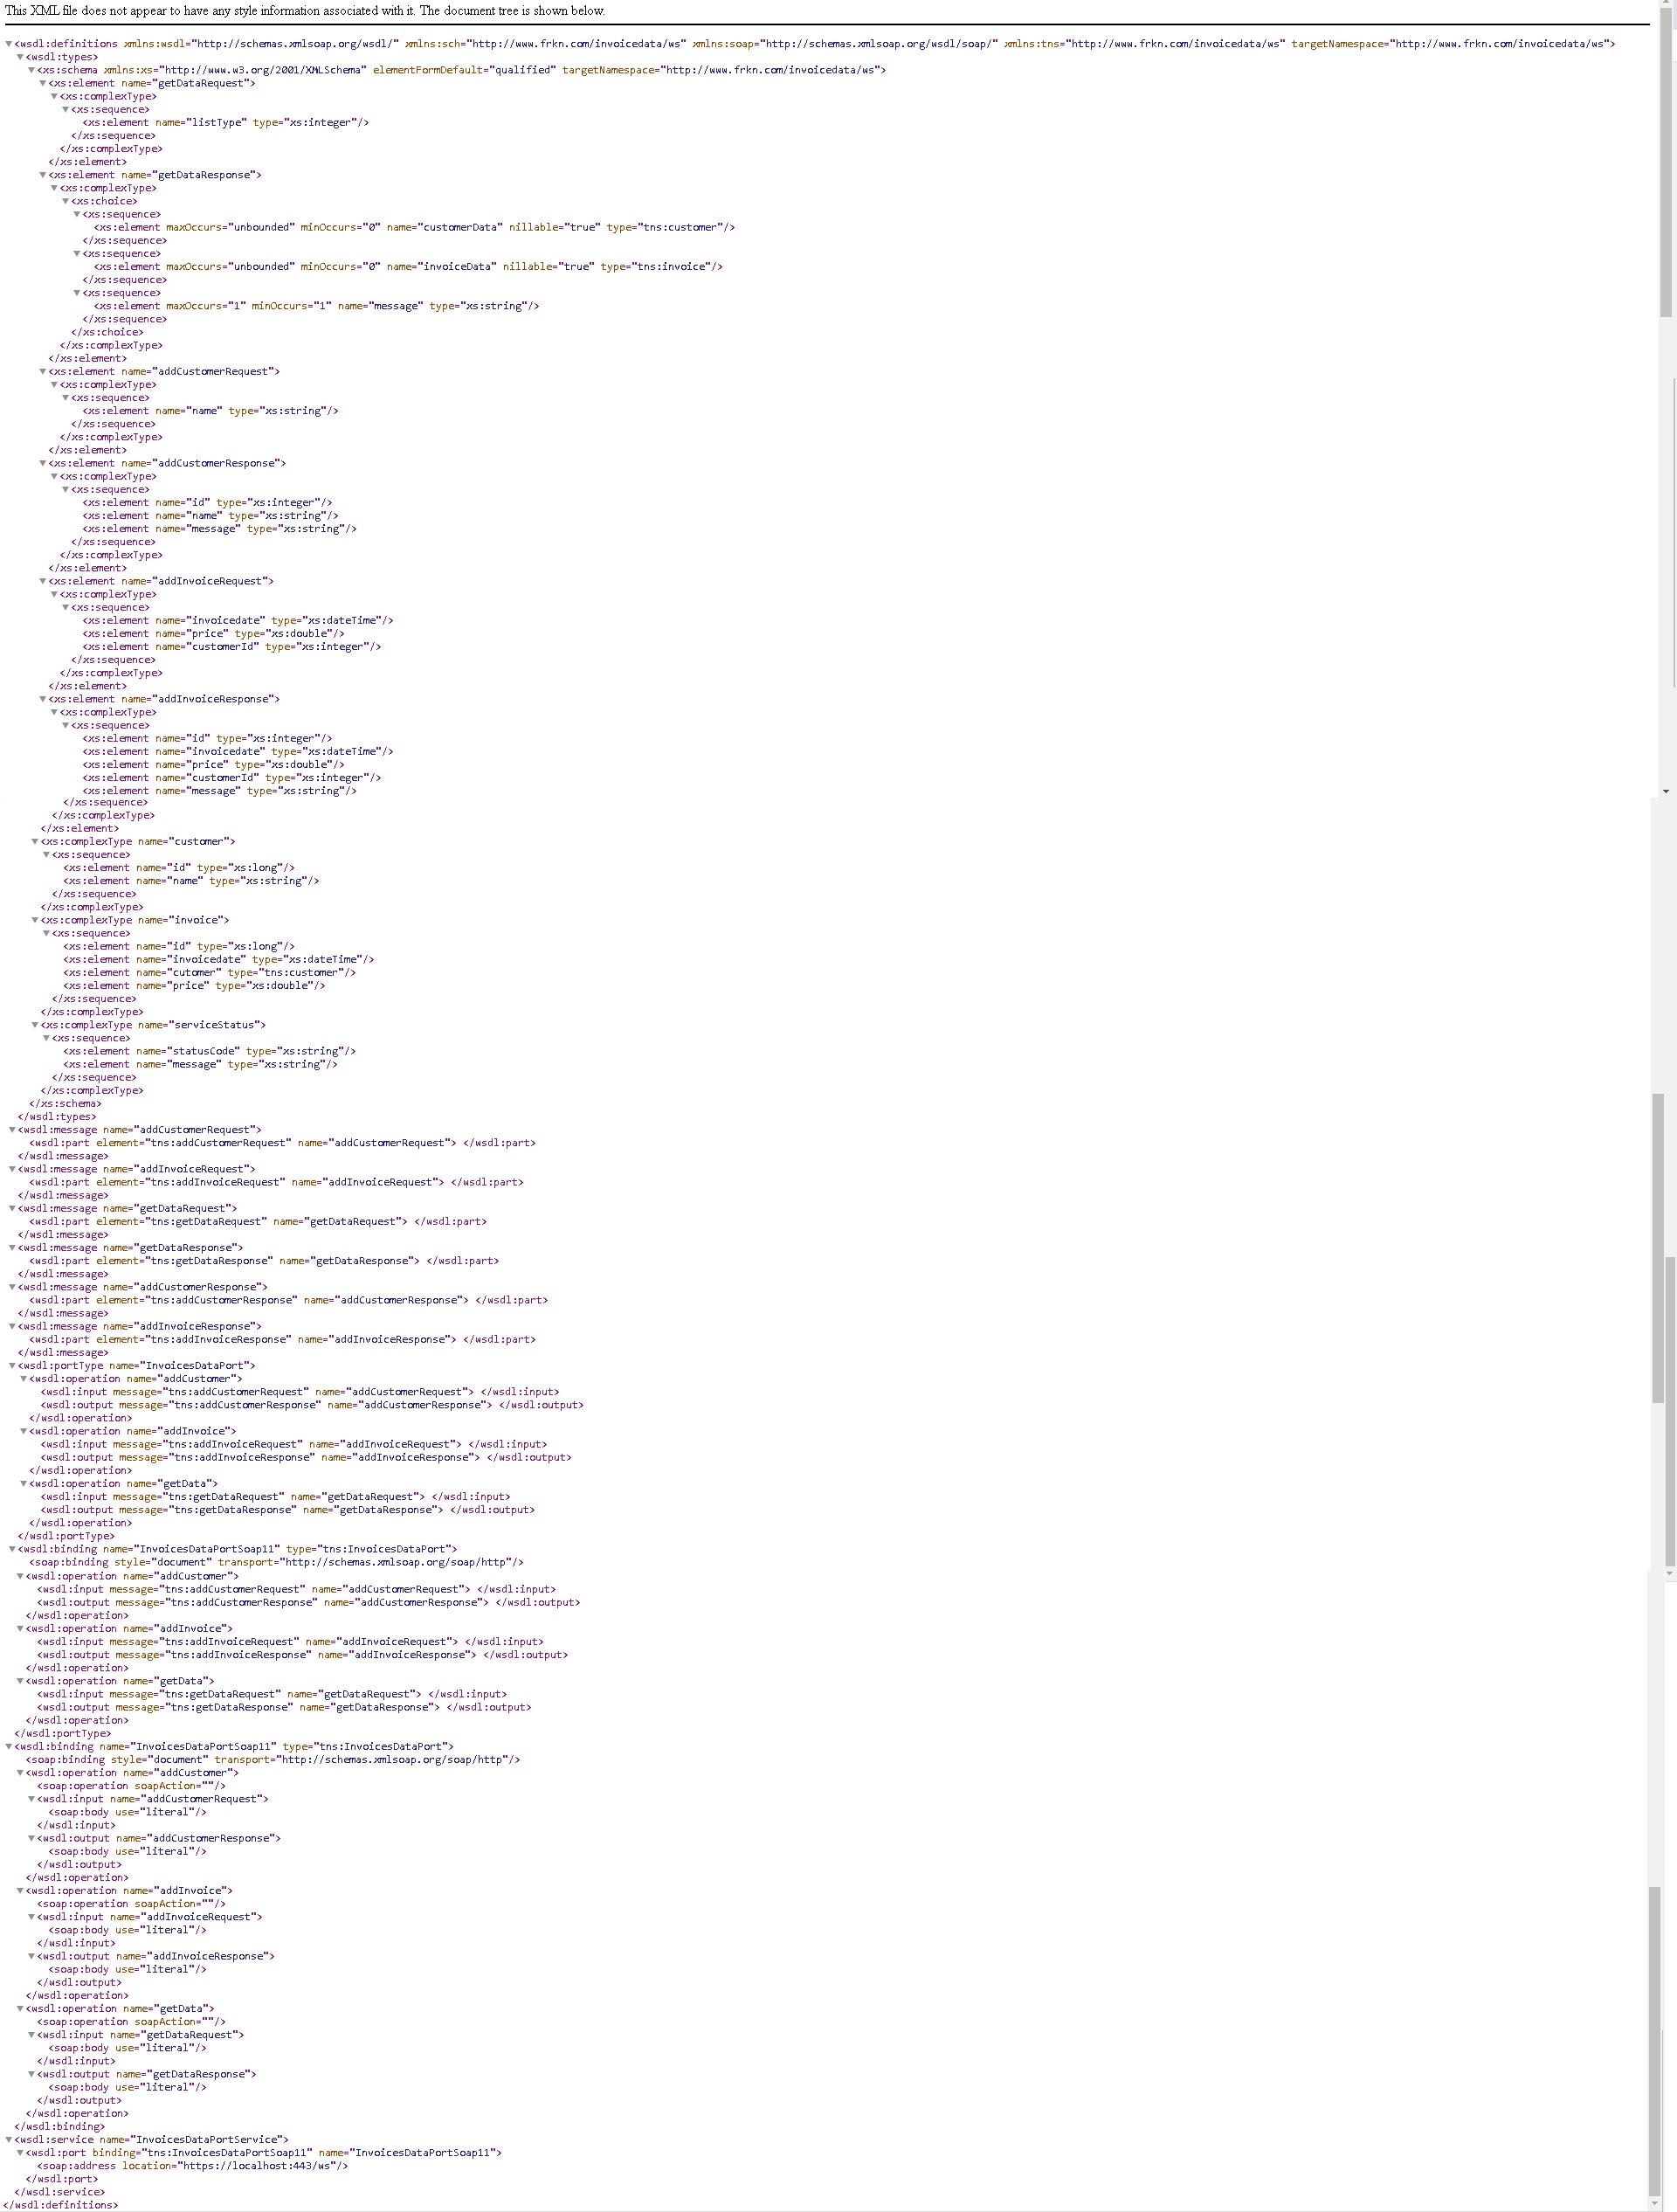 This XML file does not appear to have any style information associated with it. The document tree is shown below.
▼<wsdl:definitions xmlns:wsdl="http://schemas.xmlsoap.org/wsdl/" xmlns:sch="http://www.frkn.com/invoicedata/ws" xmlns:soap="http://schemas.xmlsoap.org/wsdl/soap/" xmlns:tns="http://www.frkn.com/invoicedata/ws" targetNamespace="http://www.frkn.com/invoicedata/ws">
▼<wsdl:types>
▼<xs:schema xmlns:xs="http://www.w3.org/2001/XMLSchema" elementFormDefault="qualified" targetNamespace="http://www.frkn.com/invoicedata/ws">
▼<xs:element name="getDataRequest">
▼<xs:complexType>
▼<xs:sequence>
<xs:element name="listType" type="xs:integer"/>
</xs:sequence>
</xs:complexType>
</xs:element>
▼<xs:element name="getDataResponse">
▼<xs:complexType>
▼<xs:choice>
▼<xs:sequence>
<xs:element maxOccurs="unbounded" minOccurs="0" name="customerData" nillable="true" type="tns:customer"/>
</xs:sequence>
▼<xs:sequence>
<xs:element maxOccurs="unbounded" minOccurs="0" name="invoiceData" nillable="true" type="tns:invoice"/>
</xs:sequence>
▼<xs:sequence>
<xs:element maxOccurs="1" minOccurs="1" name="message" type="xs:string"/>
</xs:sequence>
</xs:choice>
</xs:complexType>
</xs:element>
▼<xs:element name="addCustomerRequest">
▼<xs:complexType>
▼<xs:sequence>
<xs:element name="name" type="xs:string"/>
</xs:sequence>
</xs:complexType>
</xs:element>
▼<xs:element name="addCustomerResponse">
▼<xs:complexType>
▼<xs:sequence>
<xs:element name="id" type="xs:integer"/>
<xs:element name="name" type="xs:string"/>
<xs:element name="message" type="xs:string"/>
</xs:sequence>
</xs:complexType>
</xs:element>
▼<xs:element name="addInvoiceRequest">
▼<xs:complexType>
▼<xs:sequence>
<xs:element name="invoicedate" type="xs:dateTime"/>
<xs:element name="price" type="xs:double"/>
<xs:element name="customerId" type="xs:integer"/>
</xs:sequence>
</xs:complexType>
</xs:element>
▼<xs:element name="addInvoiceResponse">
▼<xs:complexType>
▼<xs:sequence>
<xs:element name="id" type="xs:integer"/>
<xs:element name="invoicedate" type="xs:dateTime"/>
<xs:element name="price" type="xs:double"/>
<xs:element name="customerId" type="xs:integer"/>
<xs:element name="message" type="xs:string"/>
</xs:sequence>
</xs:complexType>
</xs:element>
▼<xs:complexType name="customer">
▼<xs:sequence>
<xs:element name="id" type="xs:long"/>
<xs:element name="name" type="xs:string"/>
</xs:sequence>
</xs:complexType>
▼<xs:complexType name="invoice">
▼<xs:sequence>
<xs:element name="id" type="xs:long"/>
<xs:element name="invoicedate" type="xs:dateTime"/>
<xs:element name="cutomer" type="tns:customer"/>
<xs:element name="price" type="xs:double"/>
</xs:sequence>
</xs:complexType>
▼<xs:complexType name="serviceStatus">
▼<xs:sequence>
<xs:element name="statusCode" type="xs:string"/>
<xs:element name="message" type="xs:string"/>
</xs:sequence>
</xs:complexType>
</xs:schema>
</wsdl:types>
▼<wsdl:message name="addCustomerRequest">
<wsdl:part element="tns:addCustomerRequest" name="addCustomerRequest"> </wsdl:part>
</wsdl:message>
▼<wsdl:message name="addInvoiceRequest">
<wsdl:part element="tns:addInvoiceRequest" name="addInvoiceRequest"> </wsdl:part>
</wsdl:message>
▼<wsdl:message name="getDataRequest">
<wsdl:part element="tns:getDataRequest" name="getDataRequest"> </wsdl:part>
</wsdl:message>
▼<wsdl:message name="getDataResponse">
<wsdl:part element="tns:getDataResponse" name="getDataResponse"> </wsdl:part>
</wsdl:message>
▼<wsdl:message name="addCustomerResponse">
<wsdl:part element="tns:addCustomerResponse" name="addCustomerResponse"> </wsdl:part>
</wsdl:message>
▼<wsdl:message name="addInvoiceResponse">
<wsdl:part element="tns:addInvoiceResponse" name="addInvoiceResponse"> </wsdl:part>
</wsdl:message>
▼<wsdl:portType name="InvoicesDataPort">
▼<wsdl:operation name="addCustomer">
<wsdl:input message="tns:addCustomerRequest" name="addCustomerRequest"> </wsdl:input>
<wsdl:output message="tns:addCustomerResponse" name="addCustomerResponse"> </wsdl:output>
</wsdl:operation>
▼<wsdl:operation name="addInvoice">
<wsdl:input message="tns:addInvoiceRequest" name="addInvoiceRequest"> </wsdl:input>
<wsdl:output message="tns:addInvoiceResponse" name="addInvoiceResponse"> </wsdl:output>
</wsdl:operation>
▼<wsdl:operation name="getData">
<wsdl:input message="tns:getDataRequest" name="getDataRequest"> </wsdl:input>
<wsdl:output message="tns:getDataResponse" name="getDataResponse"> </wsdl:output>
</wsdl:operation>
</wsdl:portType>
▼<wsdl:binding name="InvoicesDataPortSoap11" type="tns:InvoicesDataPort">
<soap:binding style="document" transport="http://schemas.xmlsoap.org/soap/http"/>
▼<wsdl:operation name="addCustomer">
<wsdl:input message="tns:addCustomerRequest" name="addCustomerRequest"> </wsdl:input>
<wsdl:output message="tns:addCustomerResponse" name="addCustomerResponse"> </wsdl:output>
</wsdl:operation>
▼<wsdl:operation name="addInvoice">
<wsdl:input message="tns:addInvoiceRequest" name="addInvoiceRequest"> </wsdl:input>
<wsdl:output message="tns:addInvoiceResponse" name="addInvoiceResponse"> </wsdl:output>
</wsdl:operation>
▼<wsdl:operation name="getData">
<wsdl:input message="tns:getDataRequest" name="getDataRequest"> </wsdl:input>
<wsdl:output message="tns:getDataResponse" name="getDataResponse"> </wsdl:output>
</wsdl:operation>
</wsdl:portType>
▼<wsdl:binding name="InvoicesDataPortSoap11" type="tns:InvoicesDataPort">
<soap:binding style="document" transport="http://schemas.xmlsoap.org/soap/http"/>
▼<wsdl:operation name="addCustomer">
<soap:operation soapAction=""/>
▼<wsdl:input name="addCustomerRequest">
<soap:body use="literal"/>
</wsdl:input>
▼<wsdl:output name="addCustomerResponse">
<soap:body use="literal"/>
</wsdl:output>
</wsdl:operation>
▼<wsdl:operation name="addInvoice">
<soap:operation soapAction=""/>
▼<wsdl:input name="addInvoiceRequest">
<soap:body use="literal"/>
</wsdl:input>
▼<wsdl:output name="addInvoiceResponse">
<soap:body use="literal"/>
</wsdl:output>
</wsdl:operation>
▼<wsdl:operation name="getData">
<soap:operation soapAction=""/>
▼<wsdl:input name="getDataRequest">
<soap:body use="literal"/>
</wsdl:input>
▼<wsdl:output name="getDataResponse">
<soap:body use="literal"/>
</wsdl:output>
</wsdl:operation>
</wsdl:binding>
▼<wsdl:service name="InvoicesDataPortService">
▼<wsdl:port binding="tns:InvoicesDataPortSoap11" name="InvoicesDataPortSoap11">
<soap:address location="https://localhost:443/ws"/>
</wsdl:port>
</wsdl:service>
</wsdl:definitions>